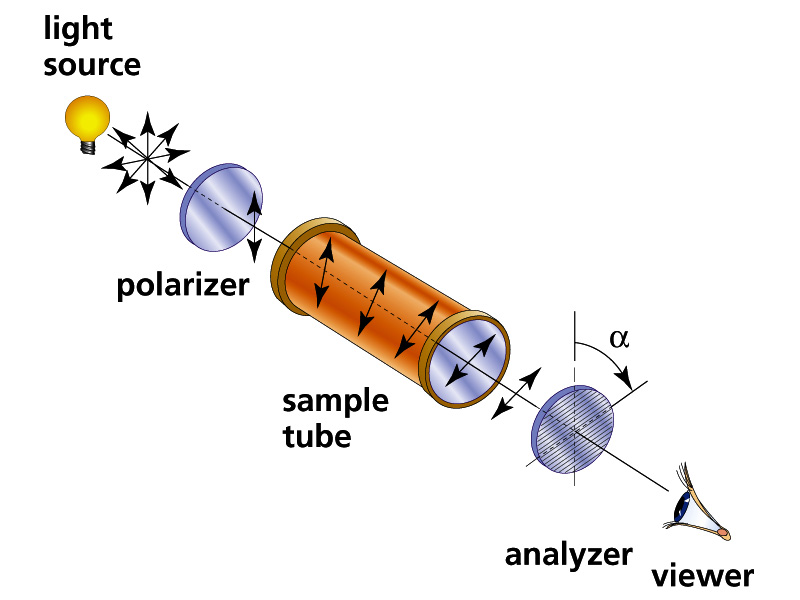 light
source
polarizer
sample
tube
α
analyzer
viewer